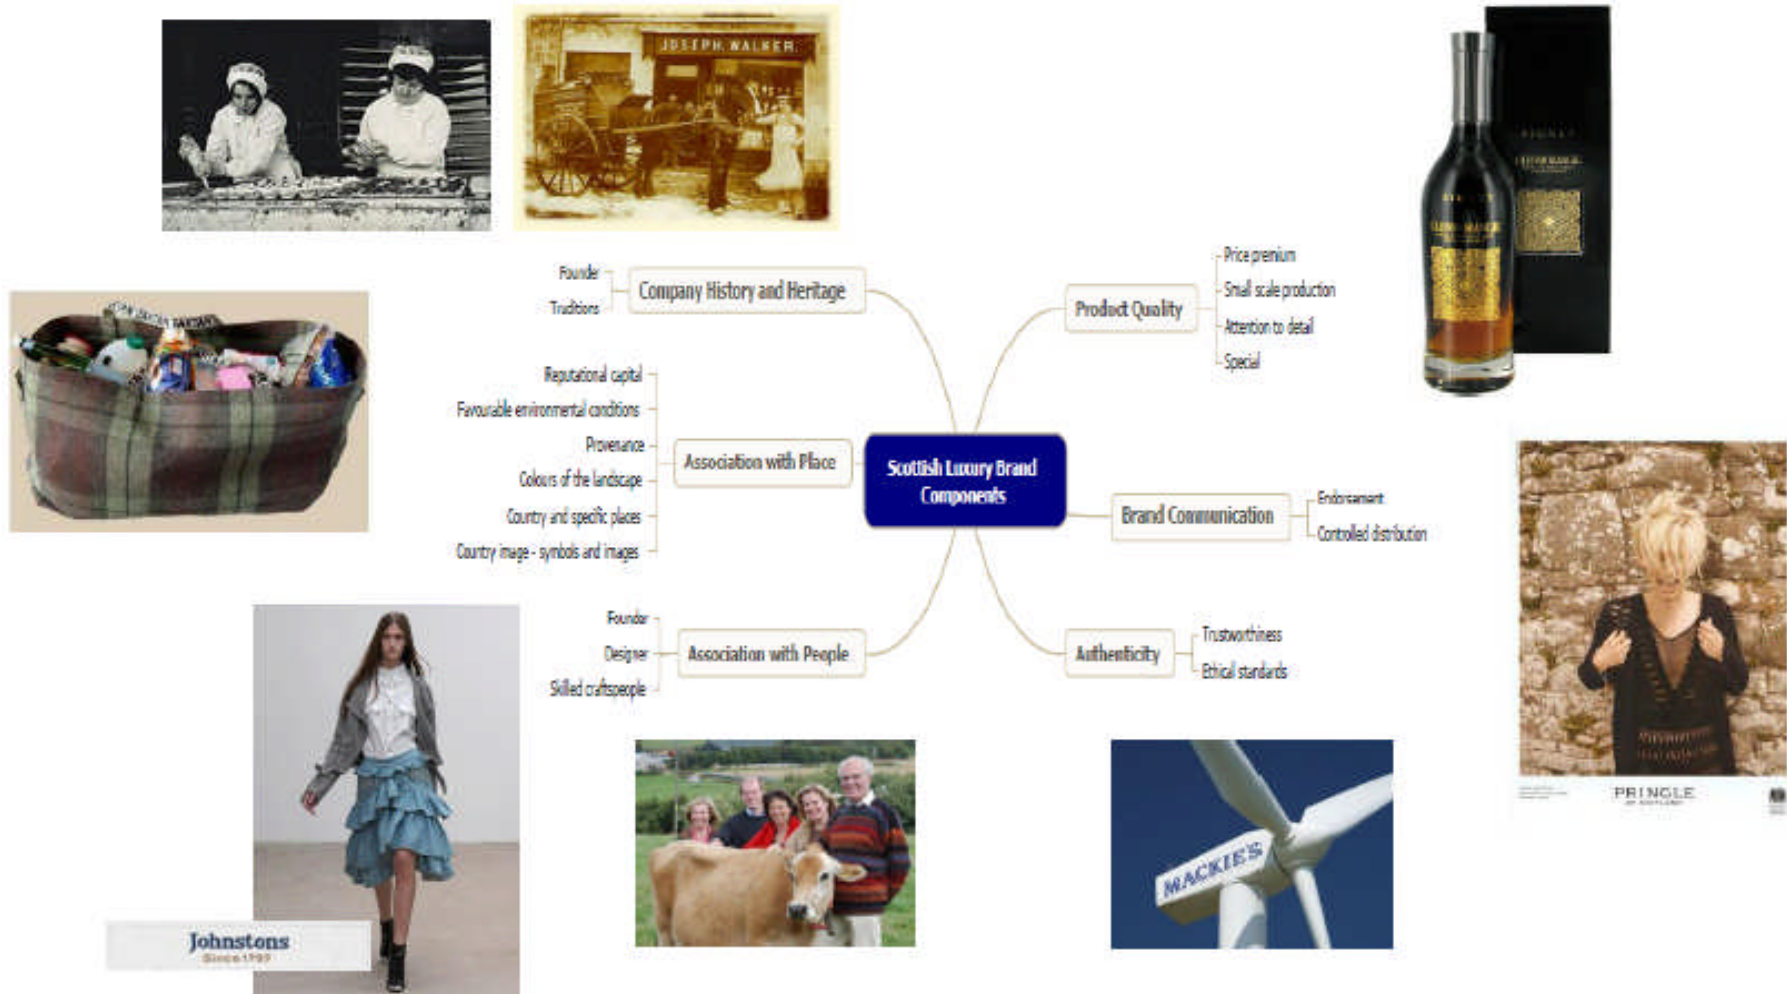 JOSEPH. WALKER.
Founder
Traditions
Company History and Heritage
Reputational capital
Favourable environmental conditions
Provenance
Colours of the landscape
Country and specific places
Country image - symbols and images
Association with Place
Founder
Designer
Skilled craftspeople
Association with People
Scottish Luxury Brand
Components
Product Quality
Price premium
Small scale production
Attention to detail
Special
Brand Communication
Endorsement
Controlled distribution
Authenticity
Trustworthiness
Ethical standards
SIGNET
Johnstons
MACKIE'S
PRINGLE
OF SCOTLAND